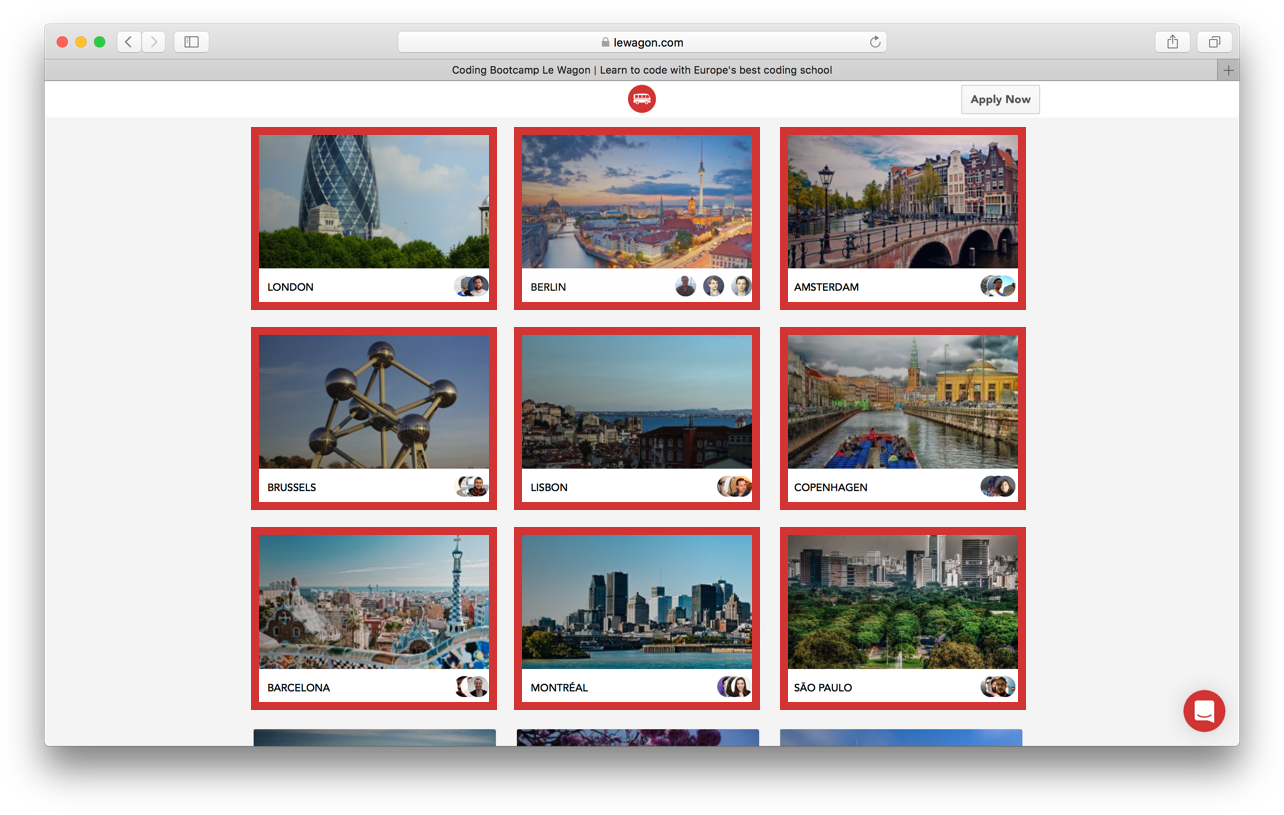 lewagon.com
Coding Bootcamp Le Wagon | Learn to code with Europe's best coding school
Apply Now
LONDON
BERLIN
AMSTERDAM
BRUSSELS
LISBON
COPENHAGEN
BARCELONA
MONTRÉAL
SÃO PAULO